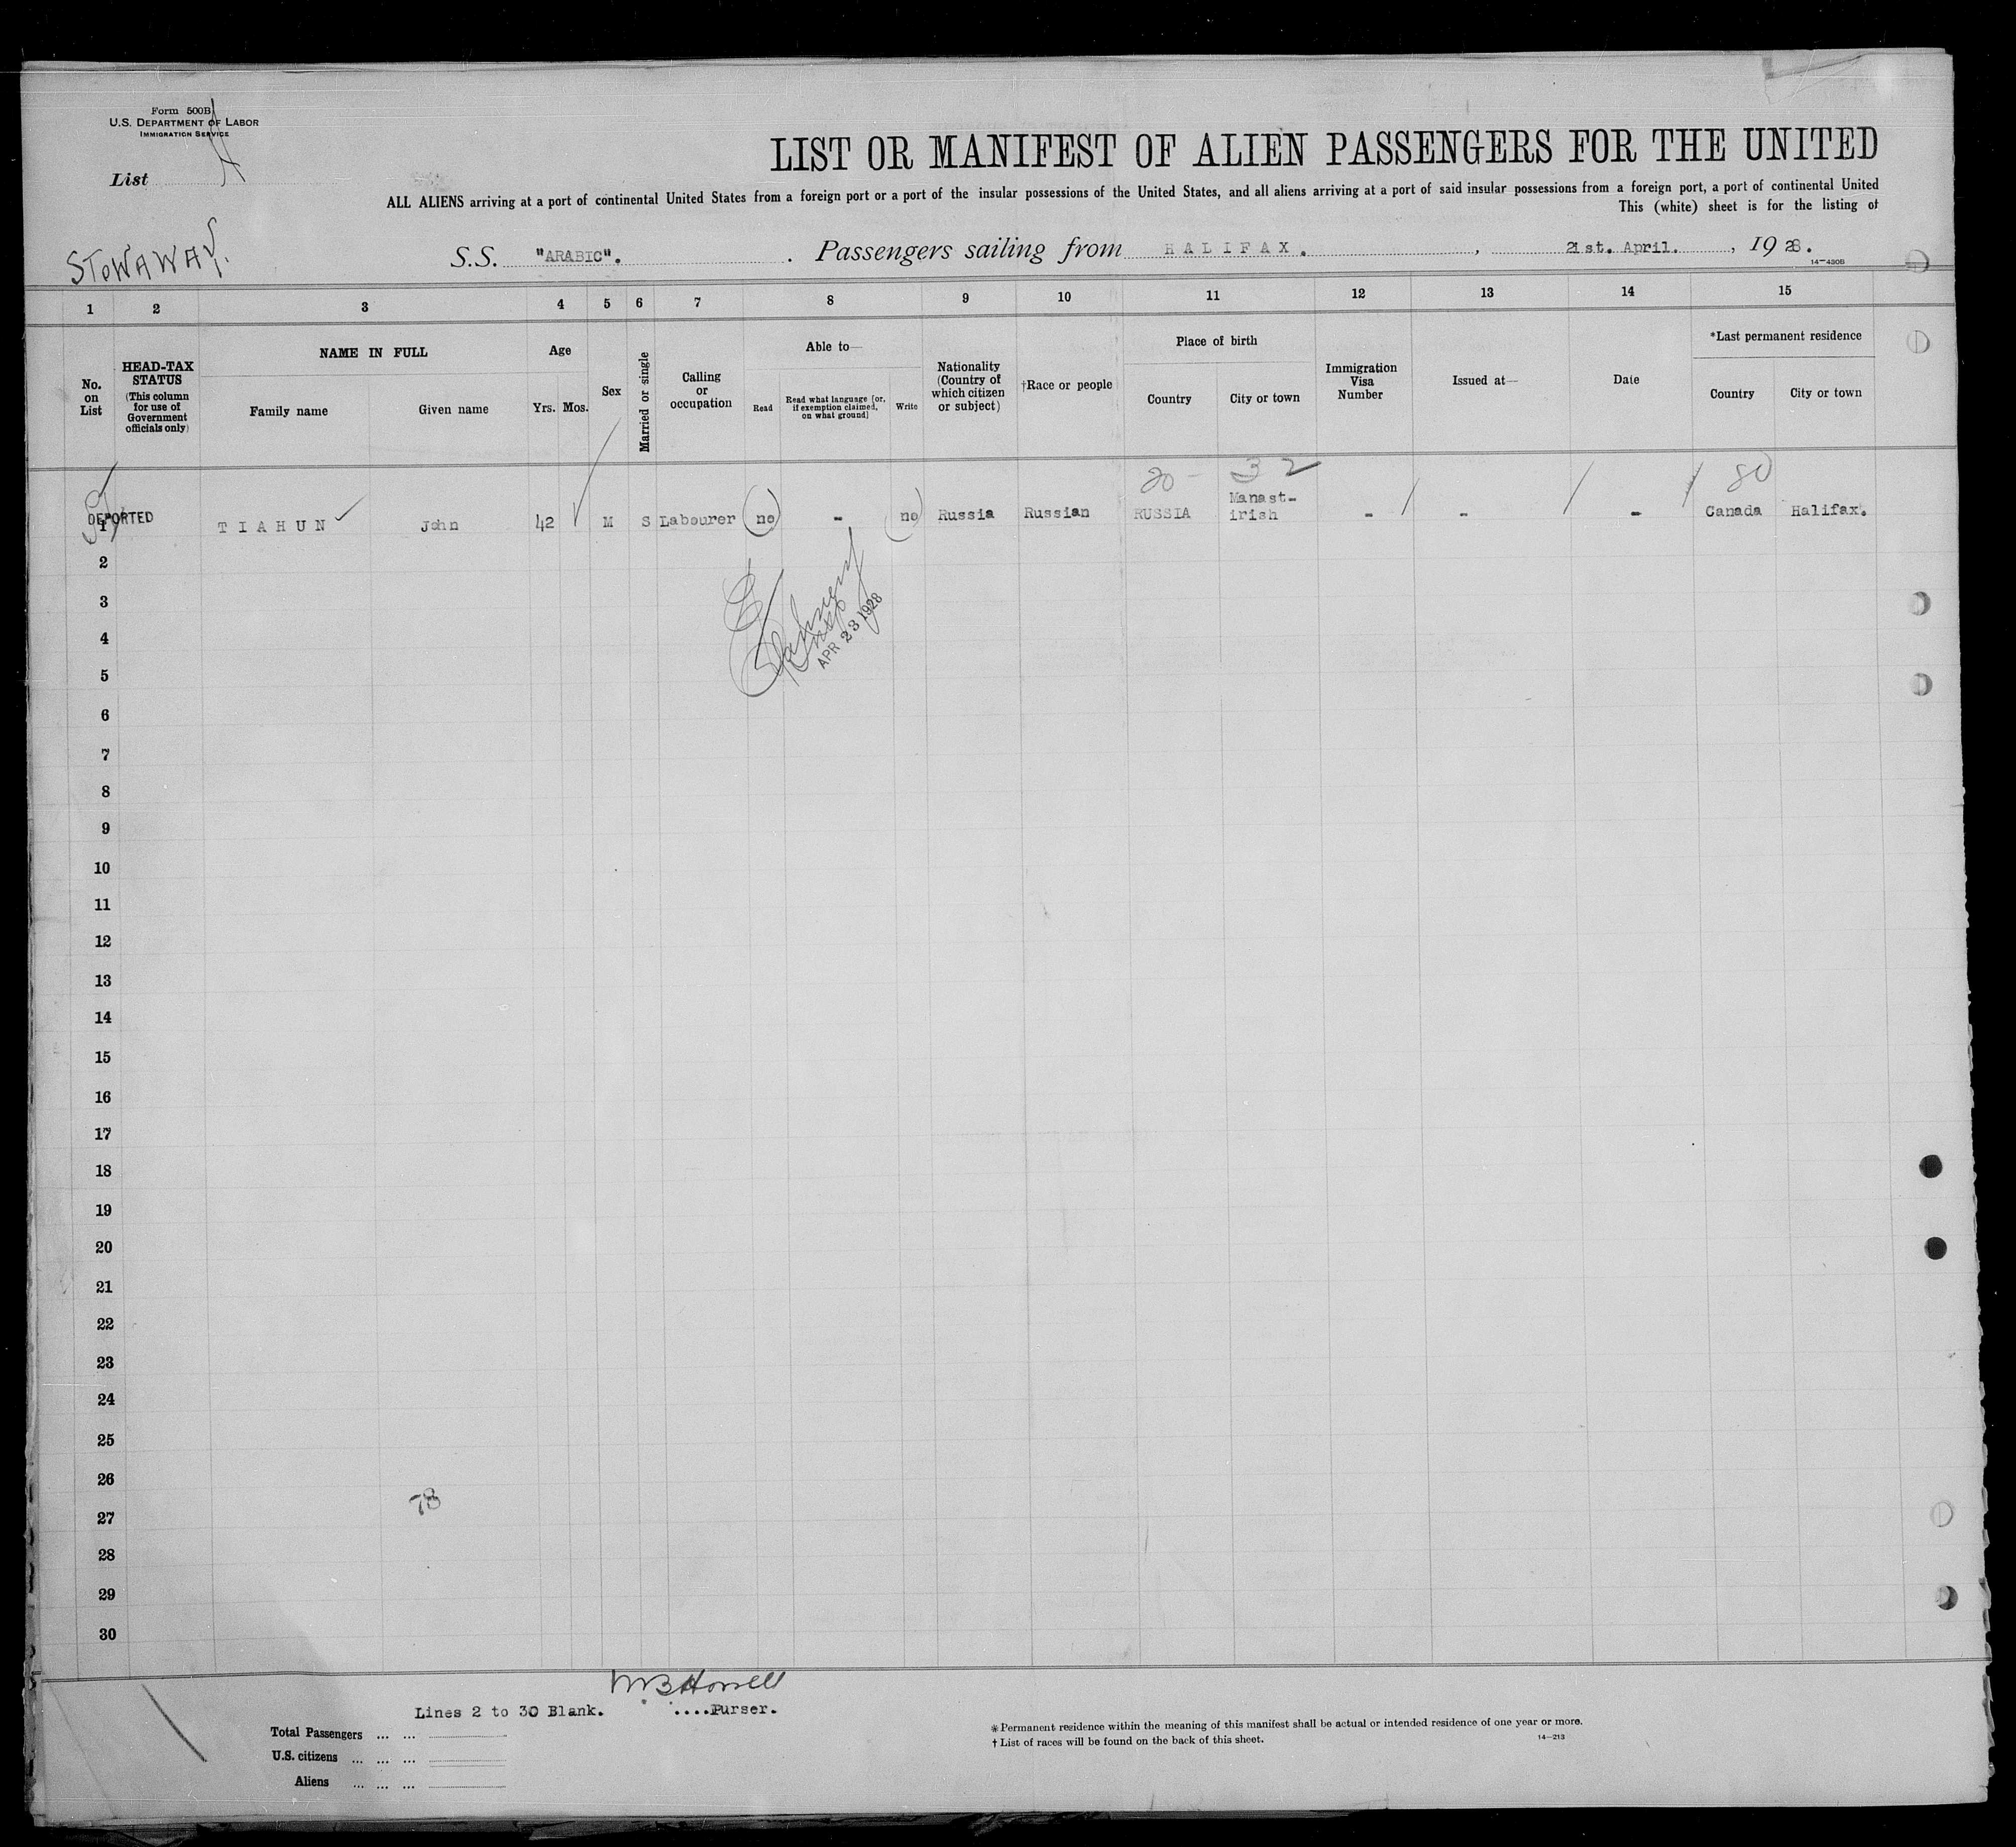 Form 500B
U.S. DEPARTMENT OF LABOR
IMMIGRATION SERVICE
List A
LIST OR MANIFEST OF ALIEN PASSENGERS FOR THE UNITED
ALL ALIENS arriving at a port of continental United States from a foreign port or a port of the insular possessions of the United States, and all aliens arriving at a port of said insular possessions from a foreign port, a port of continental United
This (white) sheet is for the listing of
STOWAWAY.
S.S. "ARABIC". . Passengers sailing from HALIFAX. , 21st. April. , 19 28.
14—430B
1 2 3 4 5 6 7 8 9 10 11 12 13 14 15
No. on List
HEAD-TAX STATUS (This column for use of Government officials only)
NAME IN FULL
Family name Given name
Age
Yrs. Mos.
Sex
Married or single
Calling or occupation
Able to—
Read
Read what language [or, if exemption claimed, on what ground]
Write
Nationality (Country of which citizen or subject)
†Race or people
Place of birth
Country City or town
Immigration Visa Number
Issued at—
Date
*Last permanent residence
Country City or town
20 - 32 80
DEPORTED
1 TIAHUN John 42 M S Labourer no - no Russia Russian RUSSIA Manast-irish - - - Canada Halifax.
2
3
4
APR 23 1928
5
6
7
8
9
10
11
12
13
14
15
16
17
18
19
20
21
22
23
24
25
26
78
27
28
29
30
Lines 2 to 30 Blank. ....Purser.
Total Passengers ... ...
U.S. citizens ... ... ...
Aliens ... ... ...
*Permanent residence within the meaning of this manifest shall be actual or intended residence of one year or more.
†List of races will be found on the back of this sheet.
14—213